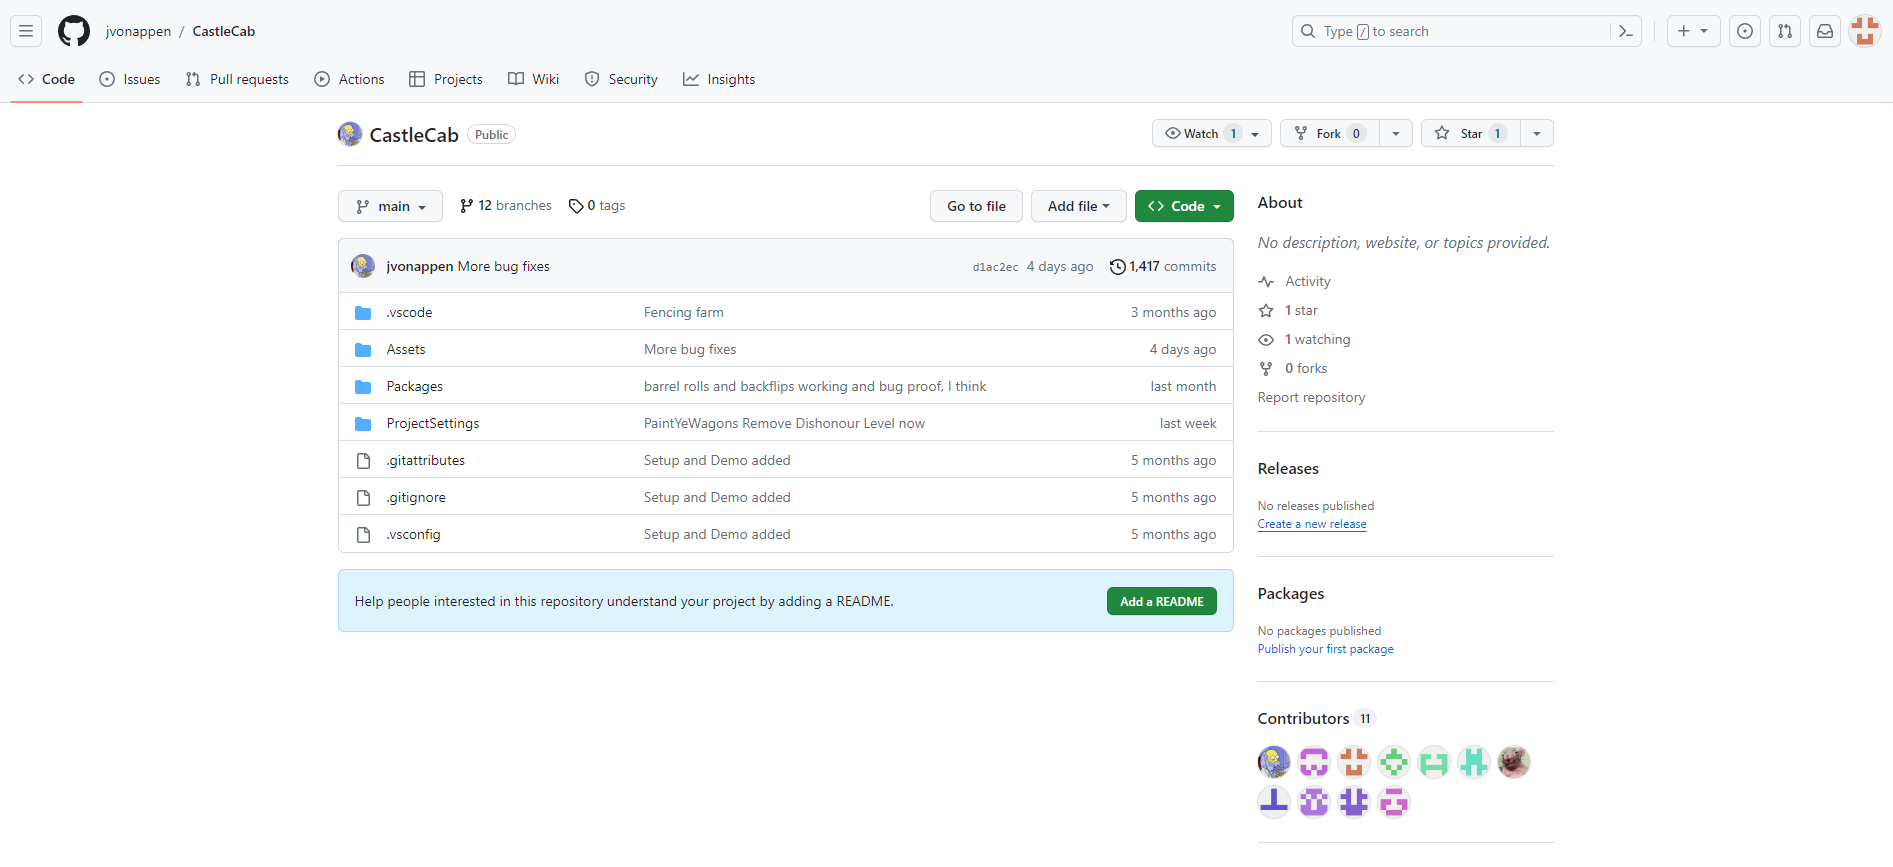 jvonappen / CastleCab
Type / to search
Code Issues Pull requests Actions Projects Wiki Security Insights
CastleCab Public
Watch 1 Fork 0 Star 1
main 12 branches 0 tags Go to file Add file Code
jvonappen More bug fixes d1ac2ec 4 days ago 1,417 commits
.vscode Fencing farm 3 months ago
Assets More bug fixes 4 days ago
Packages barrel rolls and backflips working and bug proof, I think last month
ProjectSettings PaintYeWagons Remove Dishonour Level now last week
.gitattributes Setup and Demo added 5 months ago
.gitignore Setup and Demo added 5 months ago
.vsconfig Setup and Demo added 5 months ago
Help people interested in this repository understand your project by adding a README. Add a README
About
No description, website, or topics provided.
Activity
1 star
1 watching
0 forks
Report repository
Releases
No releases published
Create a new release
Packages
No packages published
Publish your first package
Contributors 11